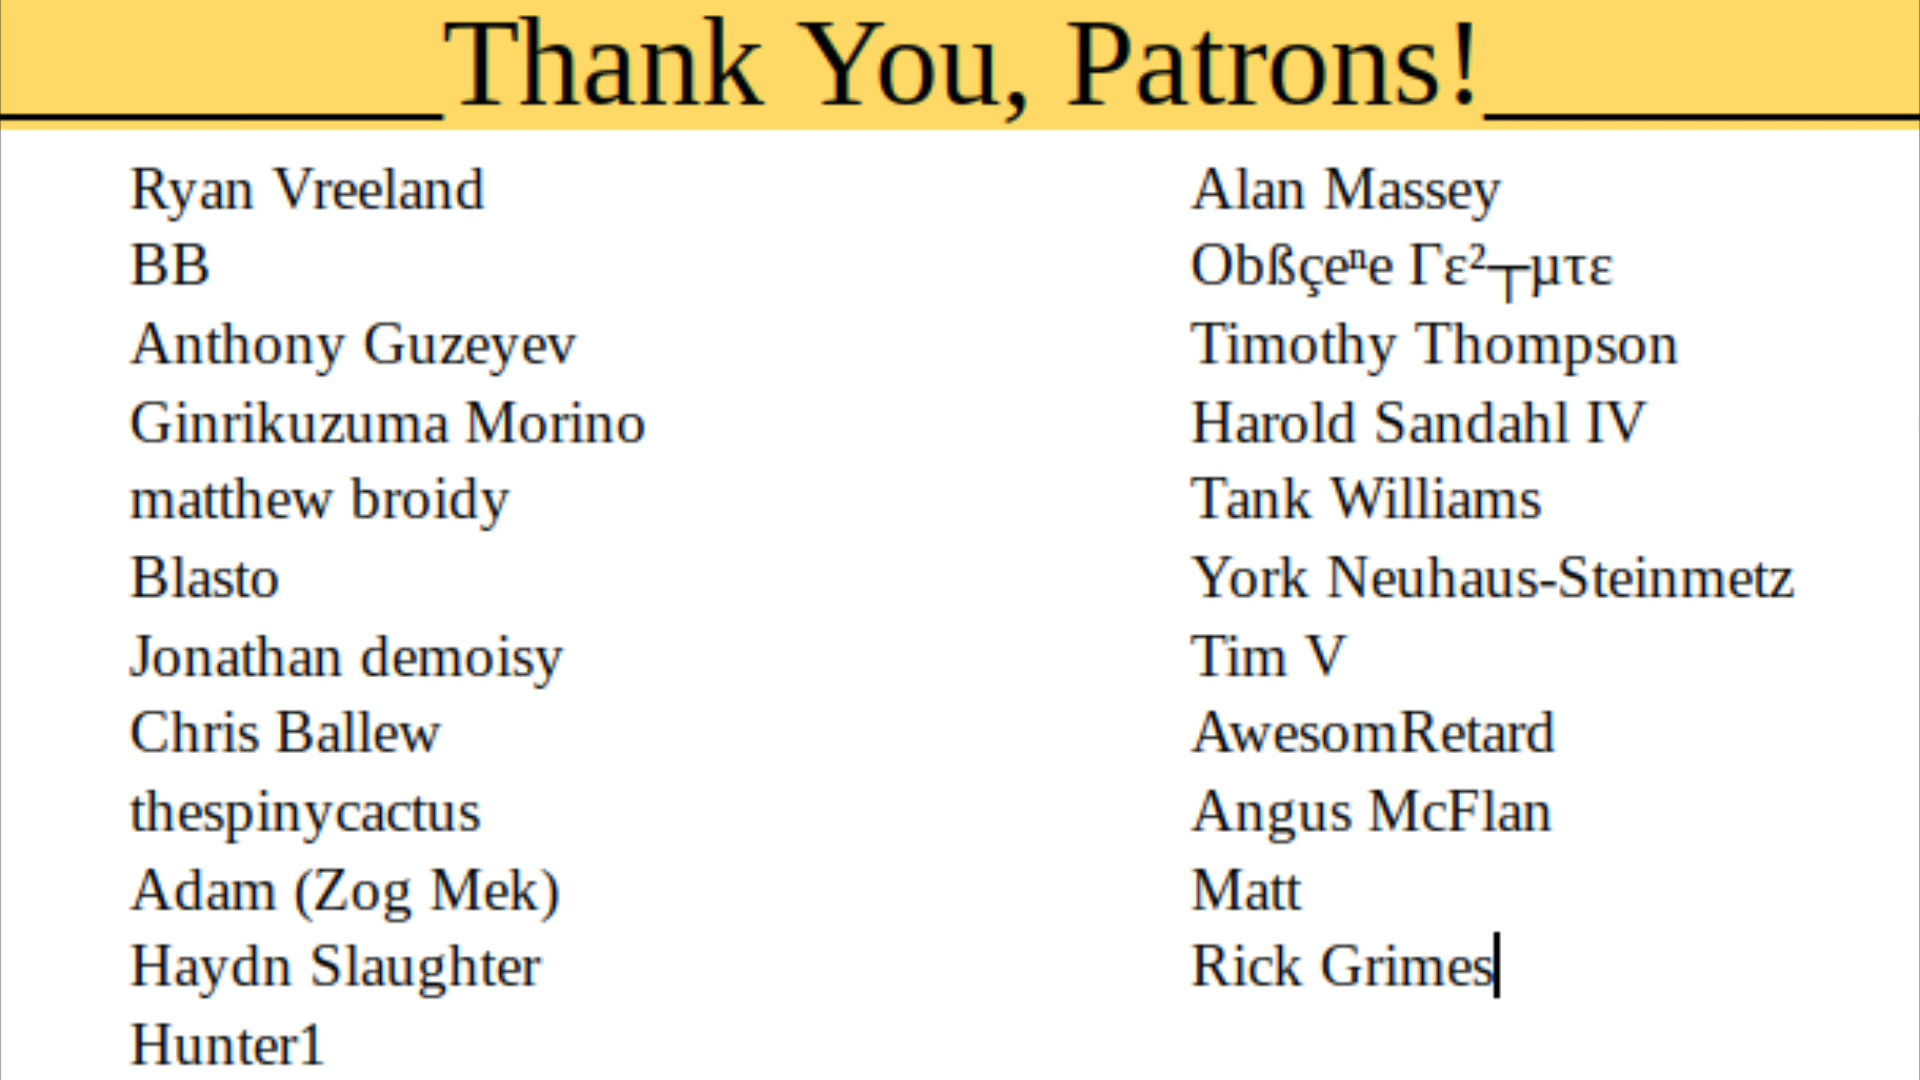 Thank You, Patrons!
Ryan Vreeland
BB
Anthony Guzeyev
Ginrikuzuma Morino
matthew broidy
Blasto
Jonathan demoisy
Chris Ballew
thespinycactus
Adam (Zog Mek)
Haydn Slaughter
Hunter1
Alan Massey
Obßçeⁿe Γε²┬µτε
Timothy Thompson
Harold Sandahl IV
Tank Williams
York Neuhaus-Steinmetz
Tim V
AwesomRetard
Angus McFlan
Matt
Rick Grimes